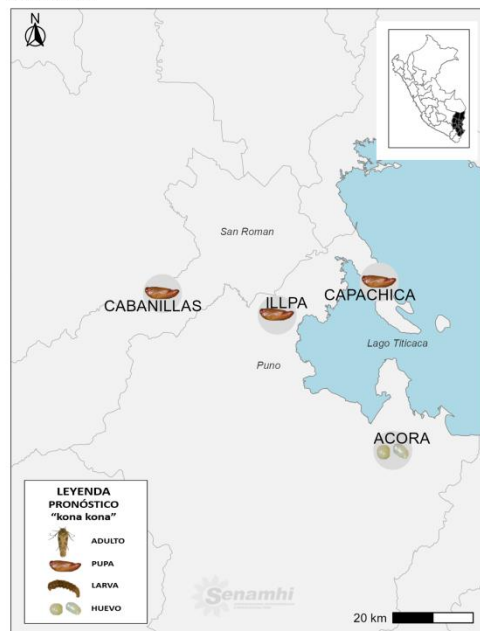 N
San Roman
CABANILLAS
ILLPA
CAPACHICA
Lago Titicaca
Puno
ACORA
LEYENDA
PRONÓSTICO
"kona kona"
ADULTO
PUPA
LARVA
HUEVO
Senamhi
20 km